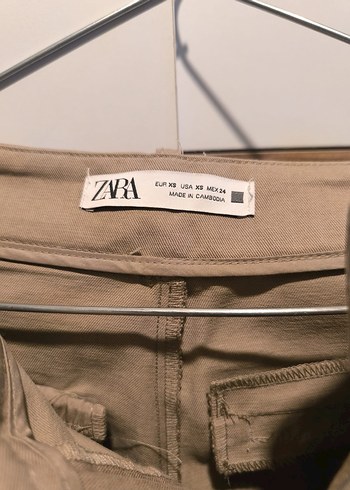 ZARA
EUR XS USA XS MEX 24
MADE IN CAMBODIA